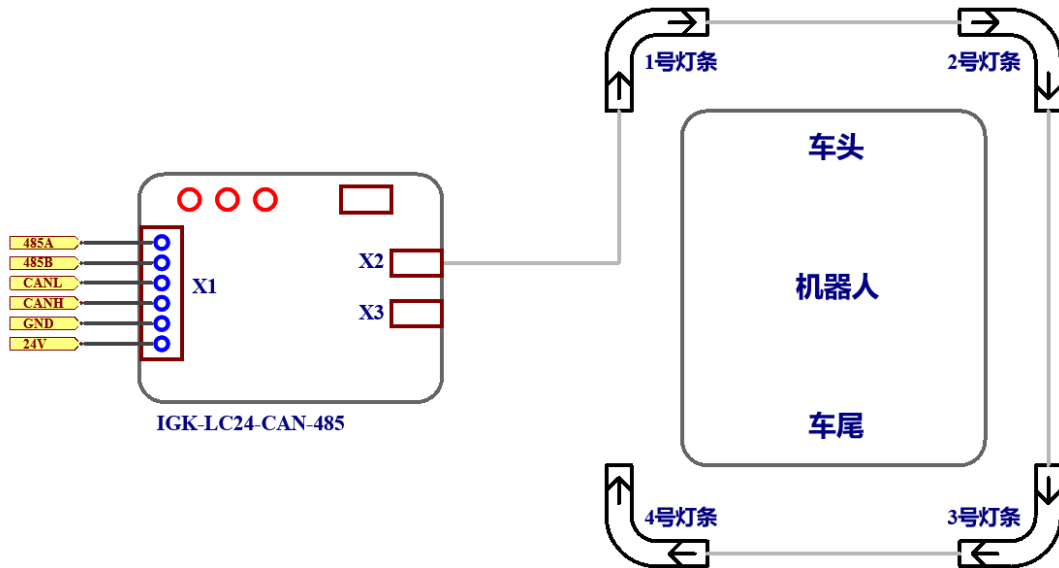 1号灯条
2号灯条
车头
机器人
车尾
4号灯条
3号灯条
485A
485B
CANL
CANH
GND
24V
X1
X2
X3
IGK-LC24-CAN-485